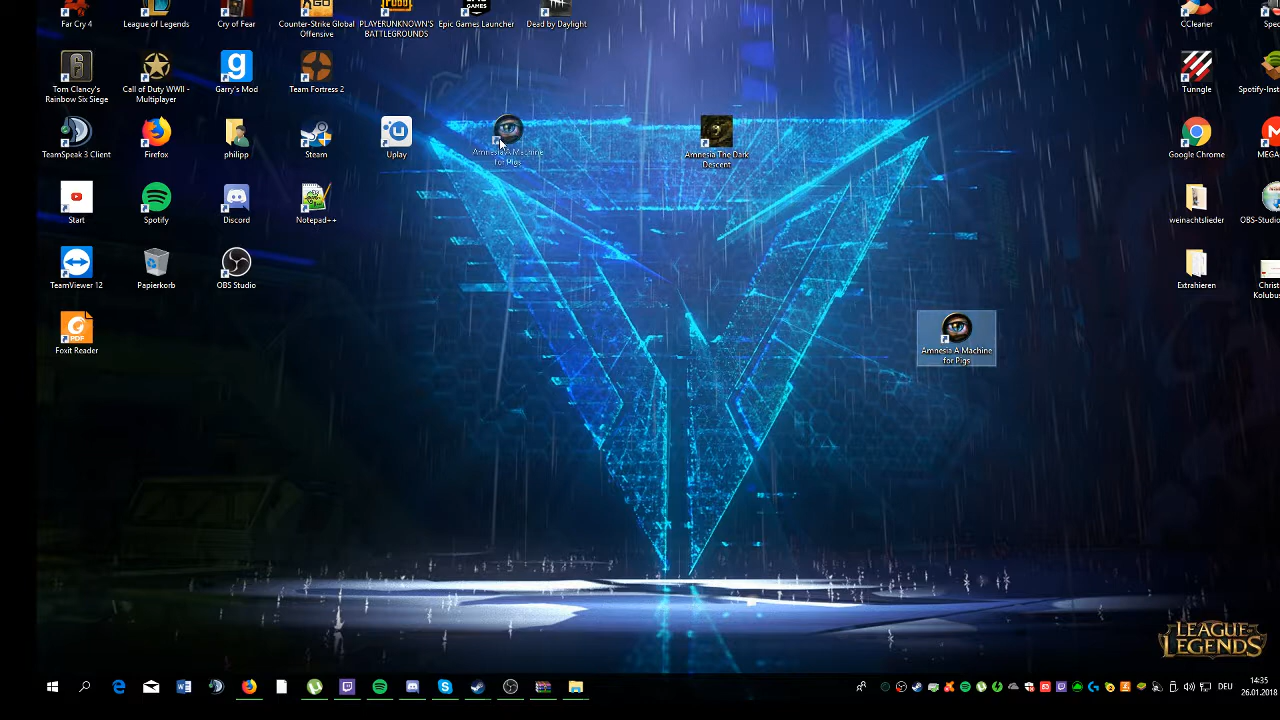 Far Cry 4
League of Legends
Cry of Fear
Counter-Strike Global
Offensive
PLAYERUNKNOWN'S
BATTLEGROUNDS
Epic Games Launcher
Dead by Daylight
CCleaner
Tom Clancy's
Rainbow Six Siege
Call of Duty WWII -
Multiplayer
Garry's Mod
Team Fortress 2
Tunngle
Spotify-Inst
TeamSpeak 3 Client
Firefox
philipp
Steam
Uplay
Amnesia A Machine
for Pigs
Amnesia The Dark
Descent
Google Chrome
MEGA
Start
Spotify
Discord
Notepad++
weinachtslieder
OBS-Studio
TeamViewer 12
Papierkorb
OBS Studio
Extrahieren
Christ
Kolubu
Foxit Reader
Amnesia A Machine
for Pigs
LEAGUE OF
LEGENDS
DEU
14:35
26.01.2018